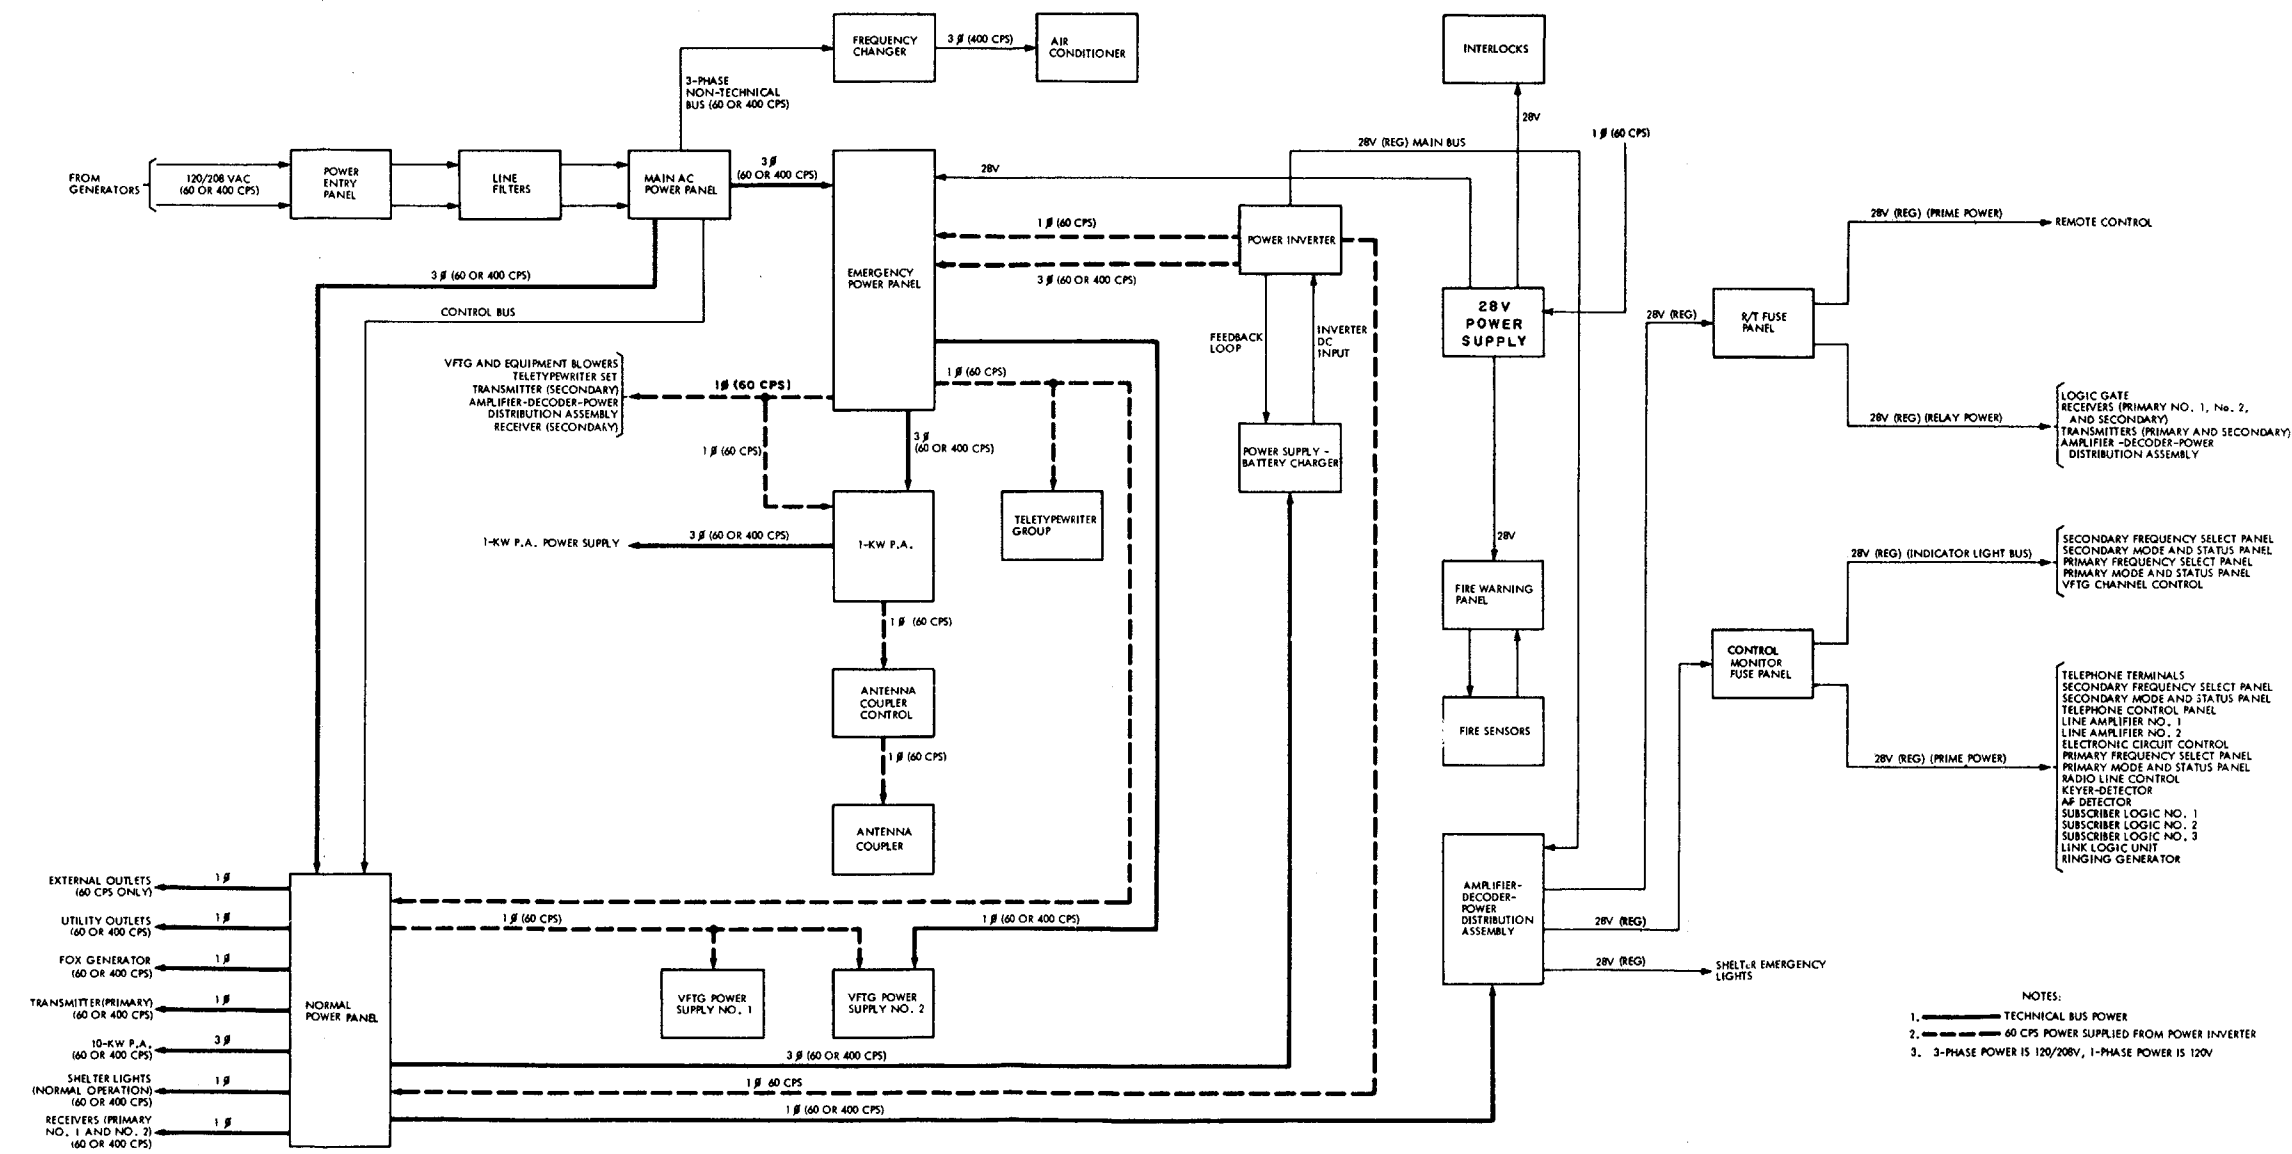 FREQUENCY
CHANGER
3 Ø (400 CPS)
AIR
CONDITIONER
INTERLOCKS
3-PHASE
NON-TECHNICAL
BUS (60 OR 400 CPS)
28V
1 Ø (60 CPS)
28V (REG) MAIN BUS
FROM
GENERATORS
120/208 VAC
(60 OR 400 CPS)
POWER
ENTRY
PANEL
LINE
FILTERS
MAIN AC
POWER PANEL
3 Ø
(60 OR 400 CPS)
28V
1 Ø (60 CPS)
POWER INVERTER
3 Ø (60 OR 400 CPS)
EMERGENCY
POWER PANEL
3 Ø (60 OR 400 CPS)
CONTROL BUS
28V
POWER
SUPPLY
FEEDBACK
LOOP
INVERTER
DC
INPUT
28V (REG)
R/T FUSE
PANEL
28V (REG) (PRIME POWER)
REMOTE CONTROL
VFTG AND EQUIPMENT BLOWERS
TELETYPEWRITER SET
TRANSMITTER (SECONDARY)
AMPLIFIER-DECODER-POWER
DISTRIBUTION ASSEMBLY
RECEIVER (SECONDARY)
1Ø (60 CPS)
1 Ø (60 CPS)
1 Ø (60 CPS)
3 Ø
(60 OR 400 CPS)
POWER SUPPLY -
BATTERY CHARGER
28V (REG) (RELAY POWER)
LOGIC GATE
RECEIVERS (PRIMARY NO. 1, No. 2,
AND SECONDARY)
TRANSMITTERS (PRIMARY AND SECONDARY)
AMPLIFIER -DECODER-POWER
DISTRIBUTION ASSEMBLY
1-KW P.A. POWER SUPPLY
3 Ø (60 OR 400 CPS)
1-KW P.A.
TELETYPEWRITER
GROUP
28V
FIRE WARNING
PANEL
FIRE SENSORS
28V (REG) (INDICATOR LIGHT BUS)
SECONDARY FREQUENCY SELECT PANEL
SECONDARY MODE AND STATUS PANEL
PRIMARY FREQUENCY SELECT PANEL
PRIMARY MODE AND STATUS PANEL
VFTG CHANNEL CONTROL
1 Ø (60 CPS)
ANTENNA
COUPLER
CONTROL
1 Ø (60 CPS)
ANTENNA
COUPLER
CONTROL
MONITOR
FUSE PANEL
28V (REG) (PRIME POWER)
TELEPHONE TERMINALS
SECONDARY FREQUENCY SELECT PANEL
SECONDARY MODE AND STATUS PANEL
TELEPHONE CONTROL PANEL
LINE AMPLIFIER NO. 1
LINE AMPLIFIER NO. 2
ELECTRONIC CIRCUIT CONTROL
PRIMARY FREQUENCY SELECT PANEL
PRIMARY MODE AND STATUS PANEL
RADIO LINE CONTROL
KEYER-DETECTOR
AF DETECTOR
SUBSCRIBER LOGIC NO. 1
SUBSCRIBER LOGIC NO. 2
SUBSCRIBER LOGIC NO. 3
LINK LOGIC UNIT
RINGING GENERATOR
AMPLIFIER-
DECODER-
POWER
DISTRIBUTION
ASSEMBLY
28V (REG)
28V (REG)
SHELTER EMERGENCY
LIGHTS
EXTERNAL OUTLETS
(60 CPS ONLY)
1 Ø
UTILITY OUTLETS
(60 OR 400 CPS)
1 Ø
FOX GENERATOR
(60 OR 400 CPS)
1 Ø
TRANSMITTER(PRIMARY)
(60 OR 400 CPS)
1 Ø
10-KW P.A.
(60 OR 400 CPS)
3 Ø
SHELTER LIGHTS
(NORMAL OPERATION)
(60 OR 400 CPS)
1 Ø
RECEIVERS (PRIMARY
NO. 1 AND NO. 2)
(60 OR 400 CPS)
1 Ø
NORMAL
POWER PANEL
1 Ø (60 CPS)
1 Ø (60 OR 400 CPS)
VFTG POWER
SUPPLY NO. 1
VFTG POWER
SUPPLY NO. 2
3 Ø (60 OR 400 CPS)
1 Ø 60 CPS
1 Ø (60 OR 400 CPS)
NOTES:
1. TECHNICAL BUS POWER
2. 60 CPS POWER SUPPLIED FROM POWER INVERTER
3. 3-PHASE POWER IS 120/208V, 1-PHASE POWER IS 120V